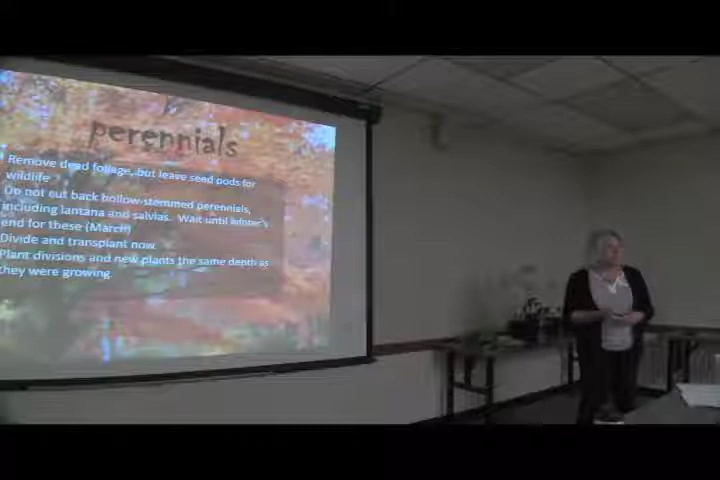 perennials
Remove dead foliage, but leave seed pods for
wildlife
Do not cut back hollow-stemmed perennials,
including lantana and salvias. Wait until winter's
end for these (March)
Divide and transplant now
Plant divisions and new plants the same depth as
they were growing